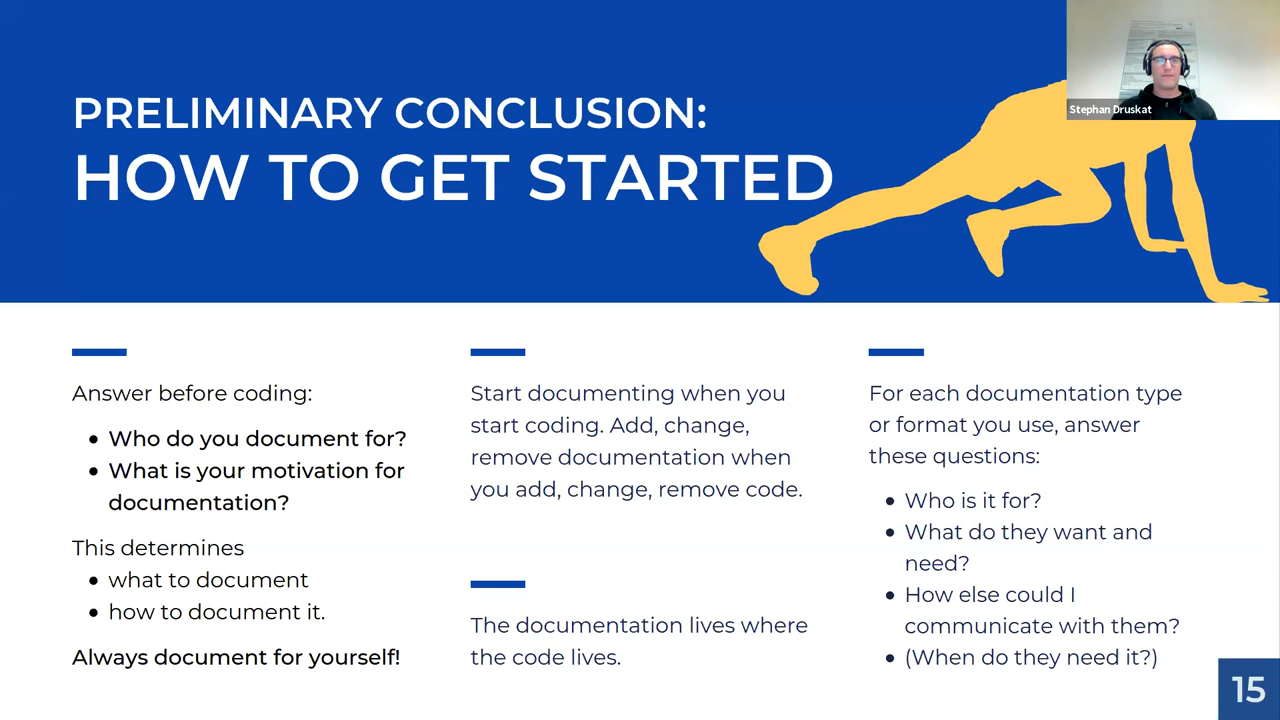 PRELIMINARY CONCLUSION:
HOW TO GET STARTED
Stephan Druskat
Answer before coding:
• Who do you document for?
• What is your motivation for
documentation?
This determines
• what to document
• how to document it.
Always document for yourself!
Start documenting when you
start coding. Add, change,
remove documentation when
you add, change, remove code.
The documentation lives where
the code lives.
For each documentation type
or format you use, answer
these questions:
• Who is it for?
• What do they want and
need?
• How else could I
communicate with them?
• (When do they need it?)
15